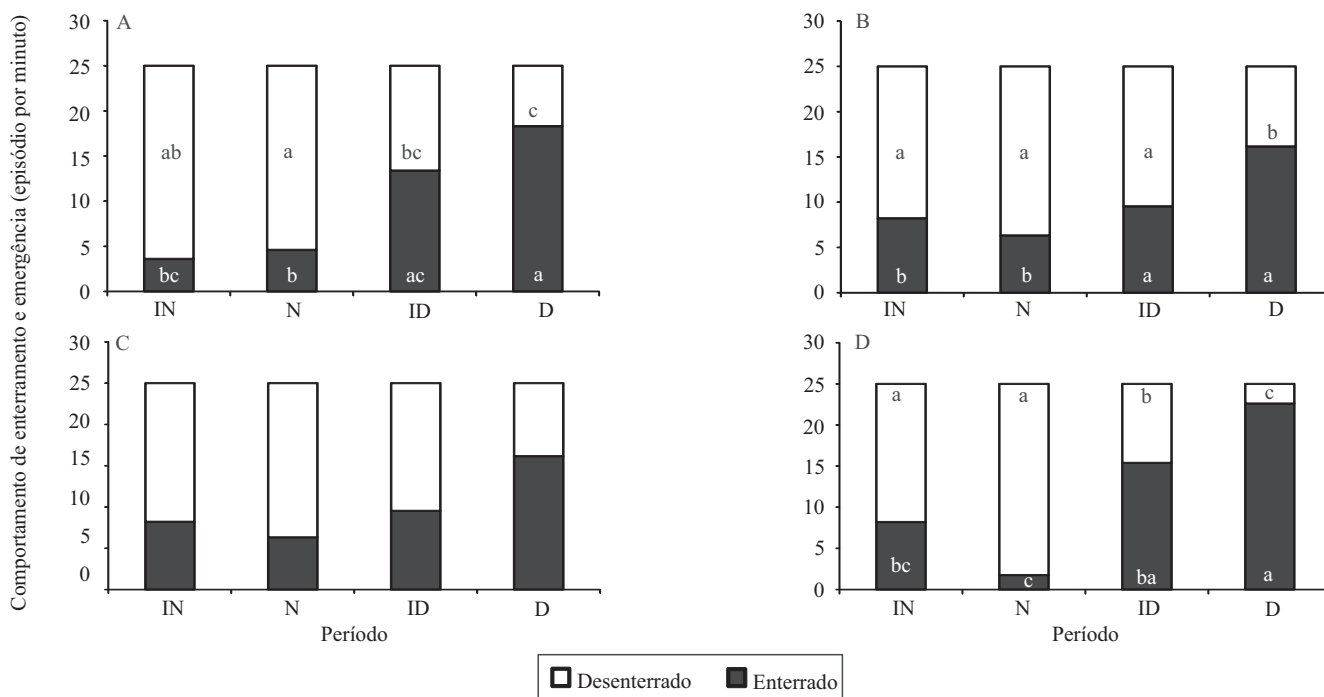 Comportamento de enterramento e emergência (episódio por minuto)
A
30
25
20
15
10
5
0
ab
a
bc
c
bc
b
ac
a
IN
N
ID
D
B
30
25
20
15
10
5
0
a
a
a
b
b
b
a
a
IN
N
ID
D
C
30
25
20
15
10
5
0
IN
N
ID
D
Período
D
30
25
20
15
10
5
0
a
a
b
c
bc
c
ba
a
IN
N
ID
D
Período
Desenterrado
Enterrado